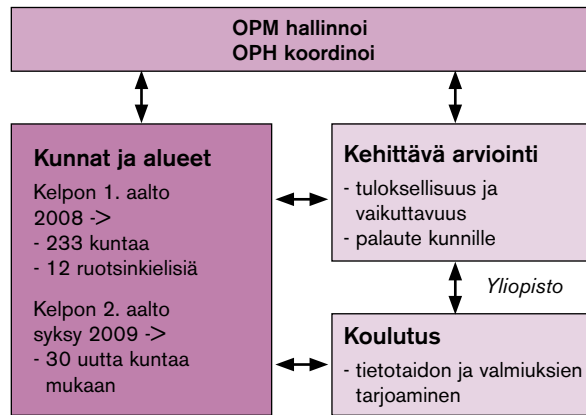 OPM hallinnoi
OPH koordinoi
Kunnat ja alueet
Kelpon 1. aalto
2008 ->
- 233 kuntaa
- 12 ruotsinkielisiä
Kelpon 2. aalto
syksy 2009 ->
- 30 uutta kuntaa
mukaan
Kehittävä arviointi
- tuloksellisuus ja
vaikuttavuus
- palaute kunnille
Yliopisto
Koulutus
- tietotaidon ja valmiuksien
tarjoaminen